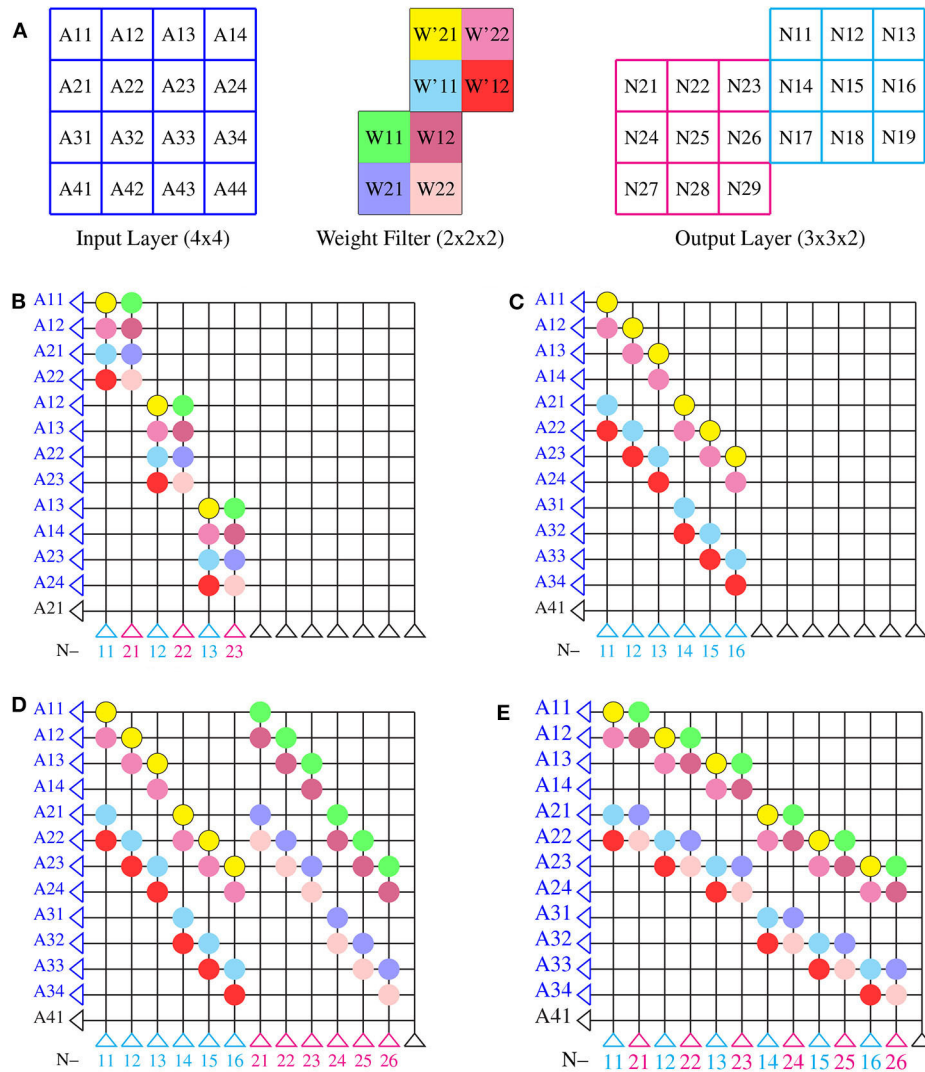 A
A11 A12 A13 A14
A21 A22 A23 A24
A31 A32 A33 A34
A41 A42 A43 A44
Input Layer (4x4)
W'21 W'22
W'11 W'12
W11 W12
W21 W22
Weight Filter (2x2x2)
N11 N12 N13
N21 N22 N23 N14 N15 N16
N24 N25 N26 N17 N18 N19
N27 N28 N29
Output Layer (3x3x2)
B
A11
A12
A21
A22
A12
A13
A22
A23
A13
A14
A23
A24
A21
N– 11 21 12 22 13 23
C
A11
A12
A13
A14
A21
A22
A23
A24
A31
A32
A33
A34
A41
N– 11 12 13 14 15 16
D
A11
A12
A13
A14
A21
A22
A23
A24
A31
A32
A33
A34
A41
N– 11 12 13 14 15 16 21 22 23 24 25 26
E
A11
A12
A13
A14
A21
A22
A23
A24
A31
A32
A33
A34
A41
N– 11 21 12 22 13 23 14 24 15 25 16 26